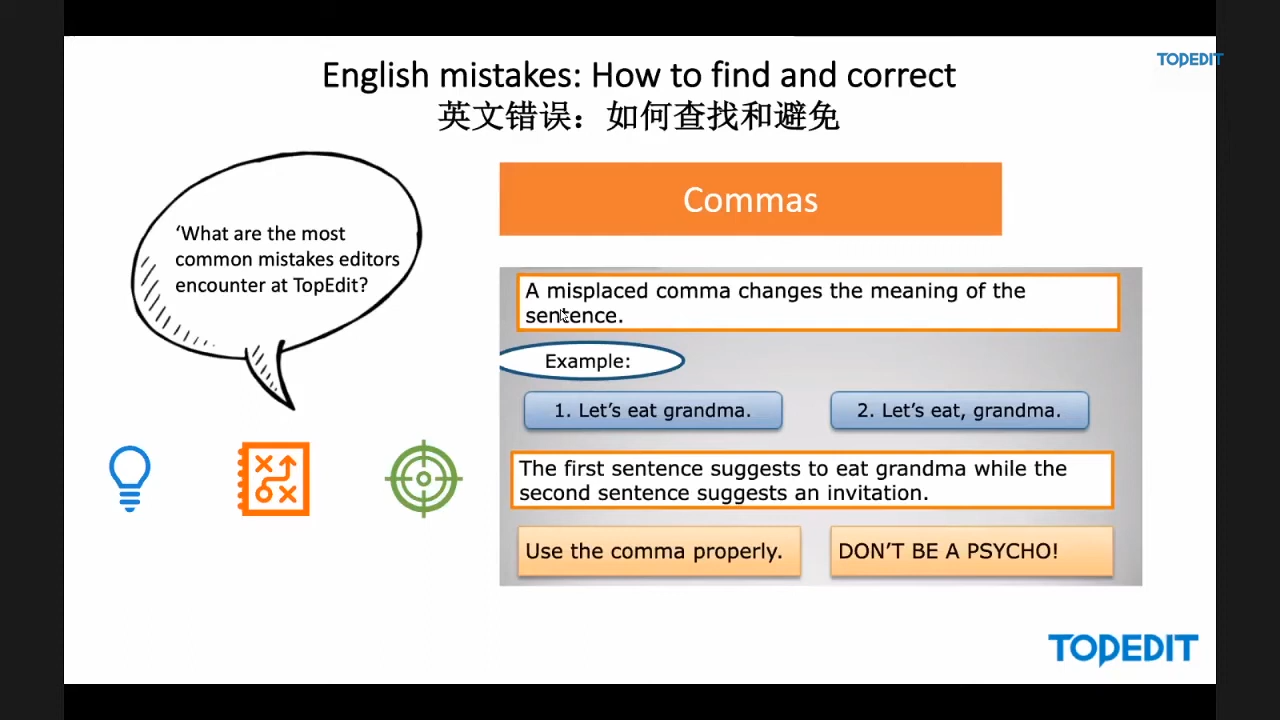 TOPEDIT
English mistakes: How to find and correct
英文错误：如何查找和避免
‘What are the most
common mistakes editors
encounter at TopEdit?
Commas
A misplaced comma changes the meaning of the
sentence.
Example:
1. Let’s eat grandma.
2. Let’s eat, grandma.
The first sentence suggests to eat grandma while the
second sentence suggests an invitation.
Use the comma properly.
DON’T BE A PSYCHO!
TOPEDIT